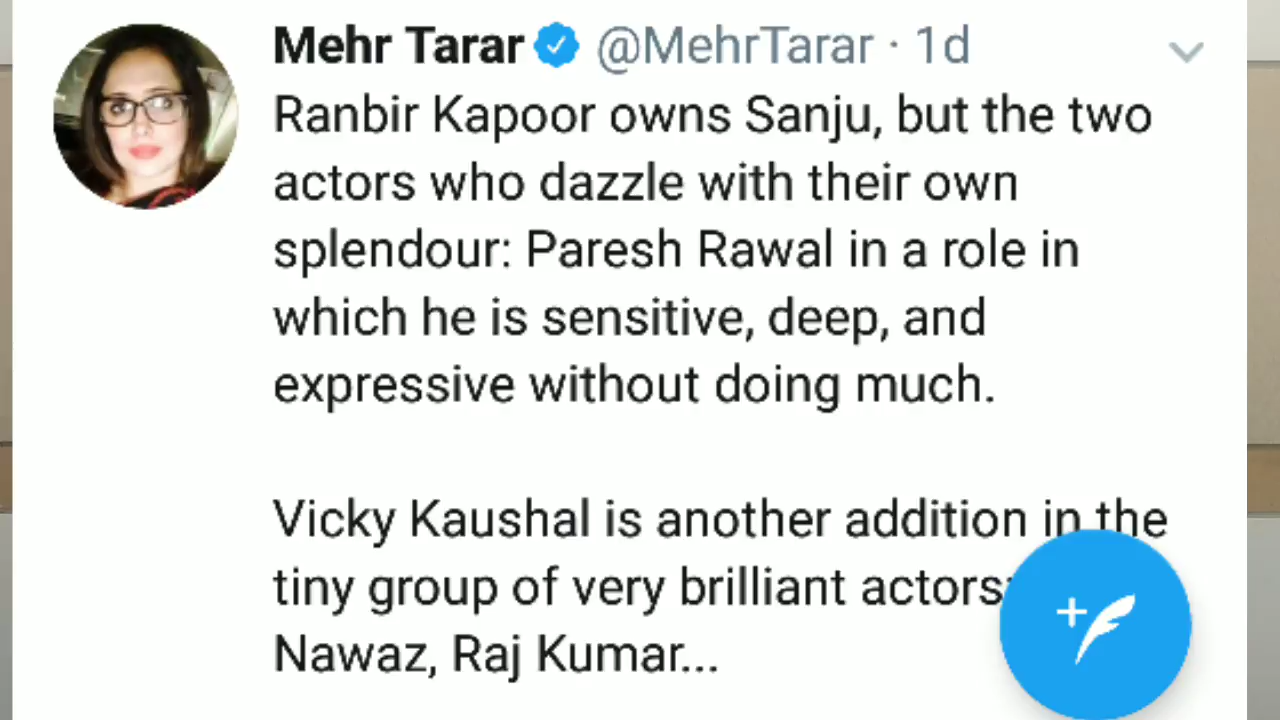 Mehr Tarar @MehrTarar · 1d
Ranbir Kapoor owns Sanju, but the two
actors who dazzle with their own
splendour: Paresh Rawal in a role in
which he is sensitive, deep, and
expressive without doing much.
Vicky Kaushal is another addition in the
tiny group of very brilliant actors:
Nawaz, Raj Kumar...